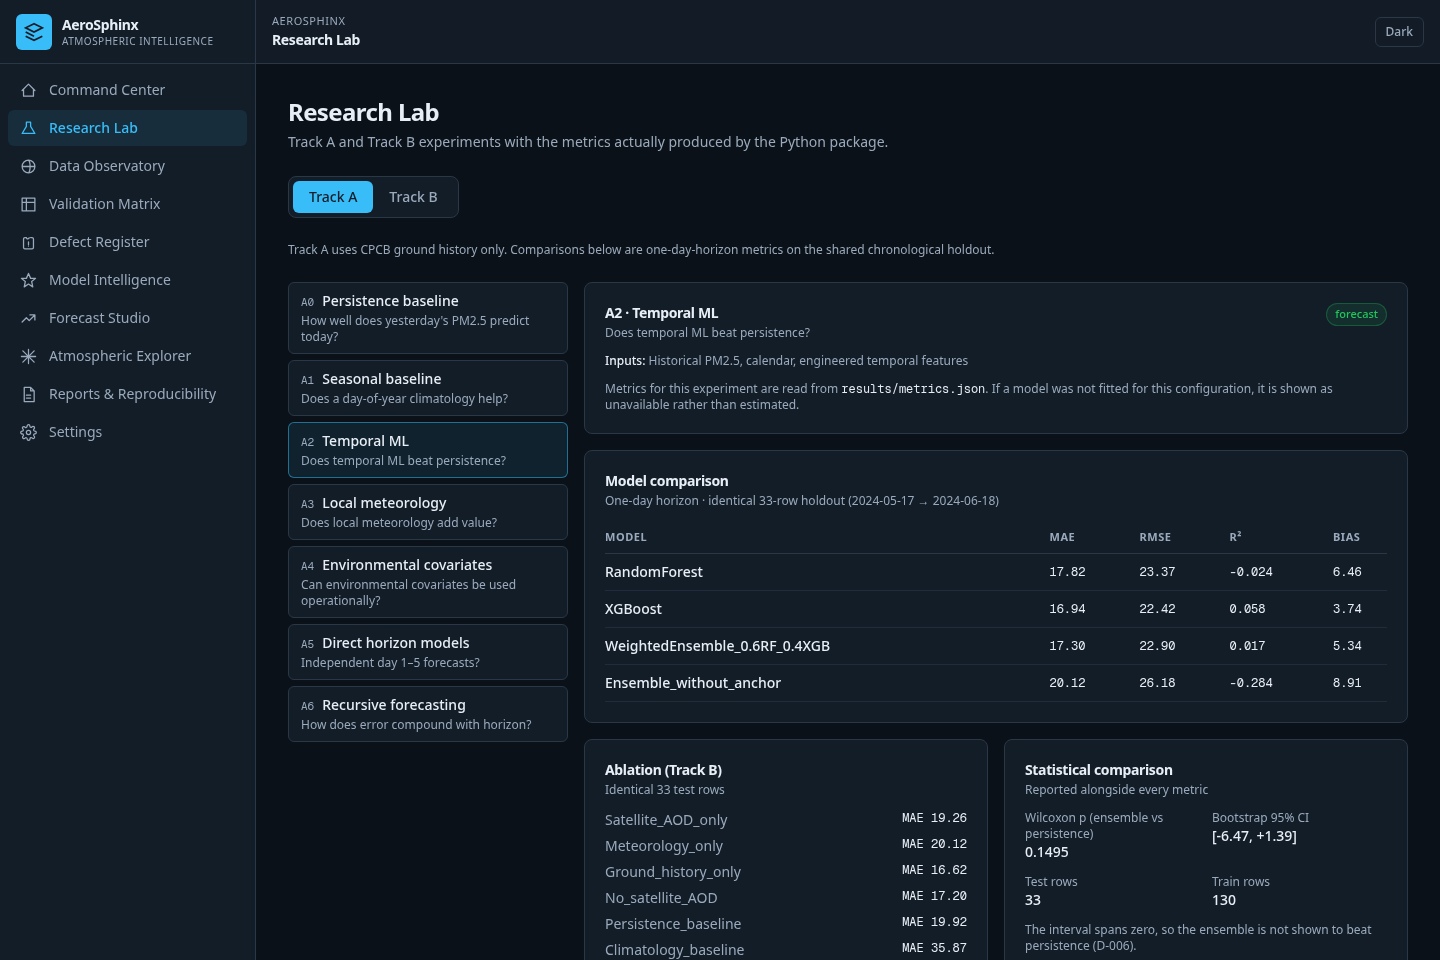 AeroSphinx
ATMOSPHERIC INTELLIGENCE
Command Center
Research Lab
Data Observatory
Validation Matrix
Defect Register
Model Intelligence
Forecast Studio
Atmospheric Explorer
Reports & Reproducibility
Settings
AEROSPHINX
Research Lab
Dark
Research Lab
Track A and Track B experiments with the metrics actually produced by the Python package.
Track A Track B
Track A uses CPCB ground history only. Comparisons below are one-day-horizon metrics on the shared chronological holdout.
A0 Persistence baseline
How well does yesterday's PM2.5 predict
today?
A1 Seasonal baseline
Does a day-of-year climatology help?
A2 Temporal ML
Does temporal ML beat persistence?
A3 Local meteorology
Does local meteorology add value?
A4 Environmental covariates
Can environmental covariates be used
operationally?
A5 Direct horizon models
Independent day 1–5 forecasts?
A6 Recursive forecasting
How does error compound with horizon?
A2 · Temporal ML
forecast
Does temporal ML beat persistence?
Inputs: Historical PM2.5, calendar, engineered temporal features
Metrics for this experiment are read from results/metrics.json. If a model was not fitted for this configuration, it is shown as
unavailable rather than estimated.
Model comparison
One-day horizon · identical 33-row holdout (2024-05-17 → 2024-06-18)
MODEL MAE RMSE R² BIAS
RandomForest 17.82 23.37 -0.024 6.46
XGBoost 16.94 22.42 0.058 3.74
WeightedEnsemble_0.6RF_0.4XGB 17.30 22.90 0.017 5.34
Ensemble_without_anchor 20.12 26.18 -0.284 8.91
Ablation (Track B)
Identical 33 test rows
Satellite_AOD_only MAE 19.26
Meteorology_only MAE 20.12
Ground_history_only MAE 16.62
No_satellite_AOD MAE 17.20
Persistence_baseline MAE 19.92
Climatology_baseline MAE 35.87
Statistical comparison
Reported alongside every metric
Wilcoxon p (ensemble vs
persistence)
0.1495
Bootstrap 95% CI
[-6.47, +1.39]
Test rows
33
Train rows
130
The interval spans zero, so the ensemble is not shown to beat
persistence (D-006).